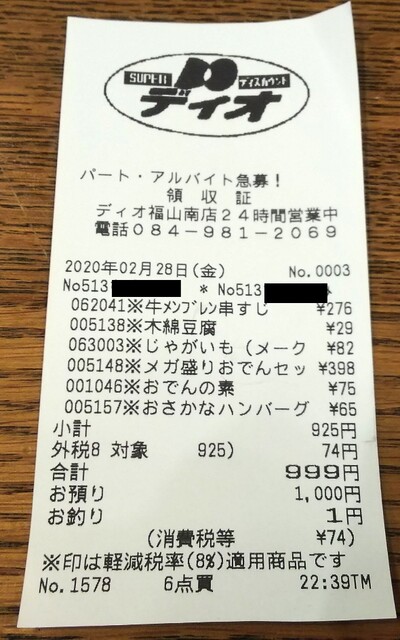 SUPER ディスカウント
ディオ
パート・アルバイト急募!
領収証
ディオ福山南店24時間営業中
電話084-981-2069
2020年02月28日(金) No.0003
No513 * No513
062041※牛メンブレン串すじ ¥276
005138※木綿豆腐 ¥29
063003※じゃがいも(メーク ¥82
005148※メガ盛りおでんセッ ¥398
001046※おでんの素 ¥75
005157※おさかなハンバーグ ¥65
小計 925円
外税8 対象 925) 74円
合計 999円
お預り 1,000円
お釣り 1円
(消費税等 ¥74)
※印は軽減税率(8%)適用商品です
No.1578 6点買 22:39TM